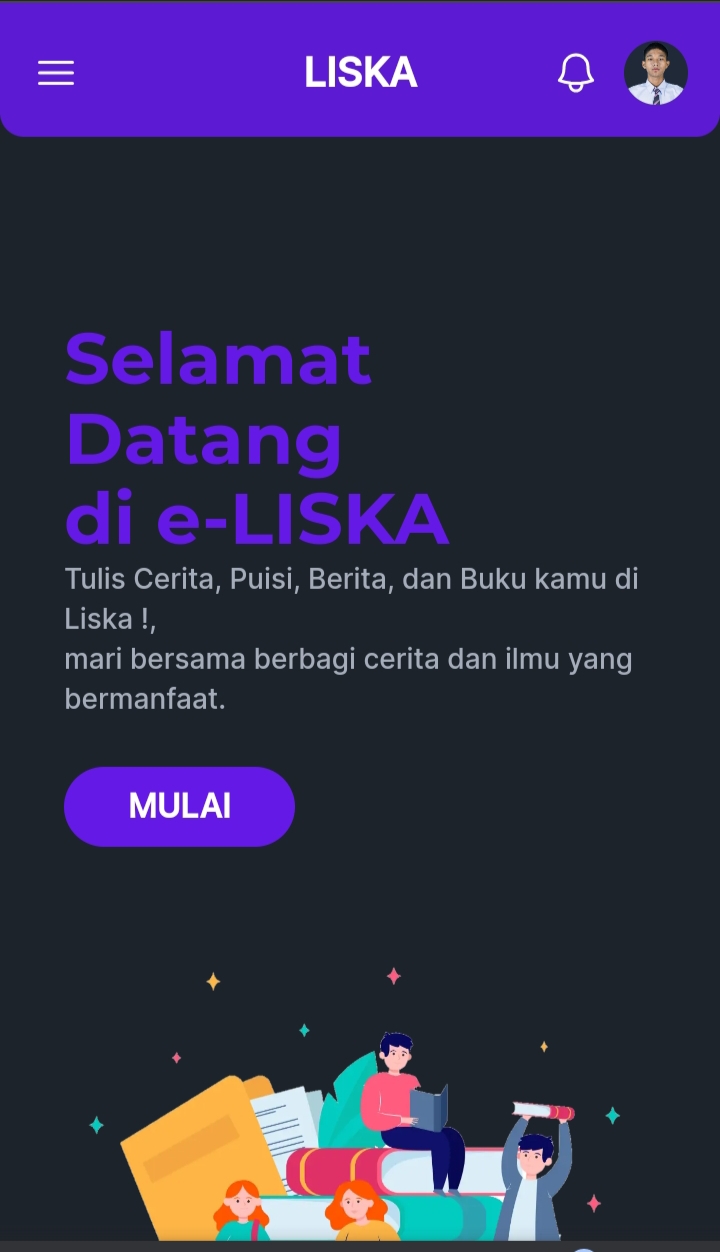 LISKA
Selamat
Datang
di e-LISKA
Tulis Cerita, Puisi, Berita, dan Buku kamu di
Liska !,
mari bersama berbagi cerita dan ilmu yang
bermanfaat.
MULAI